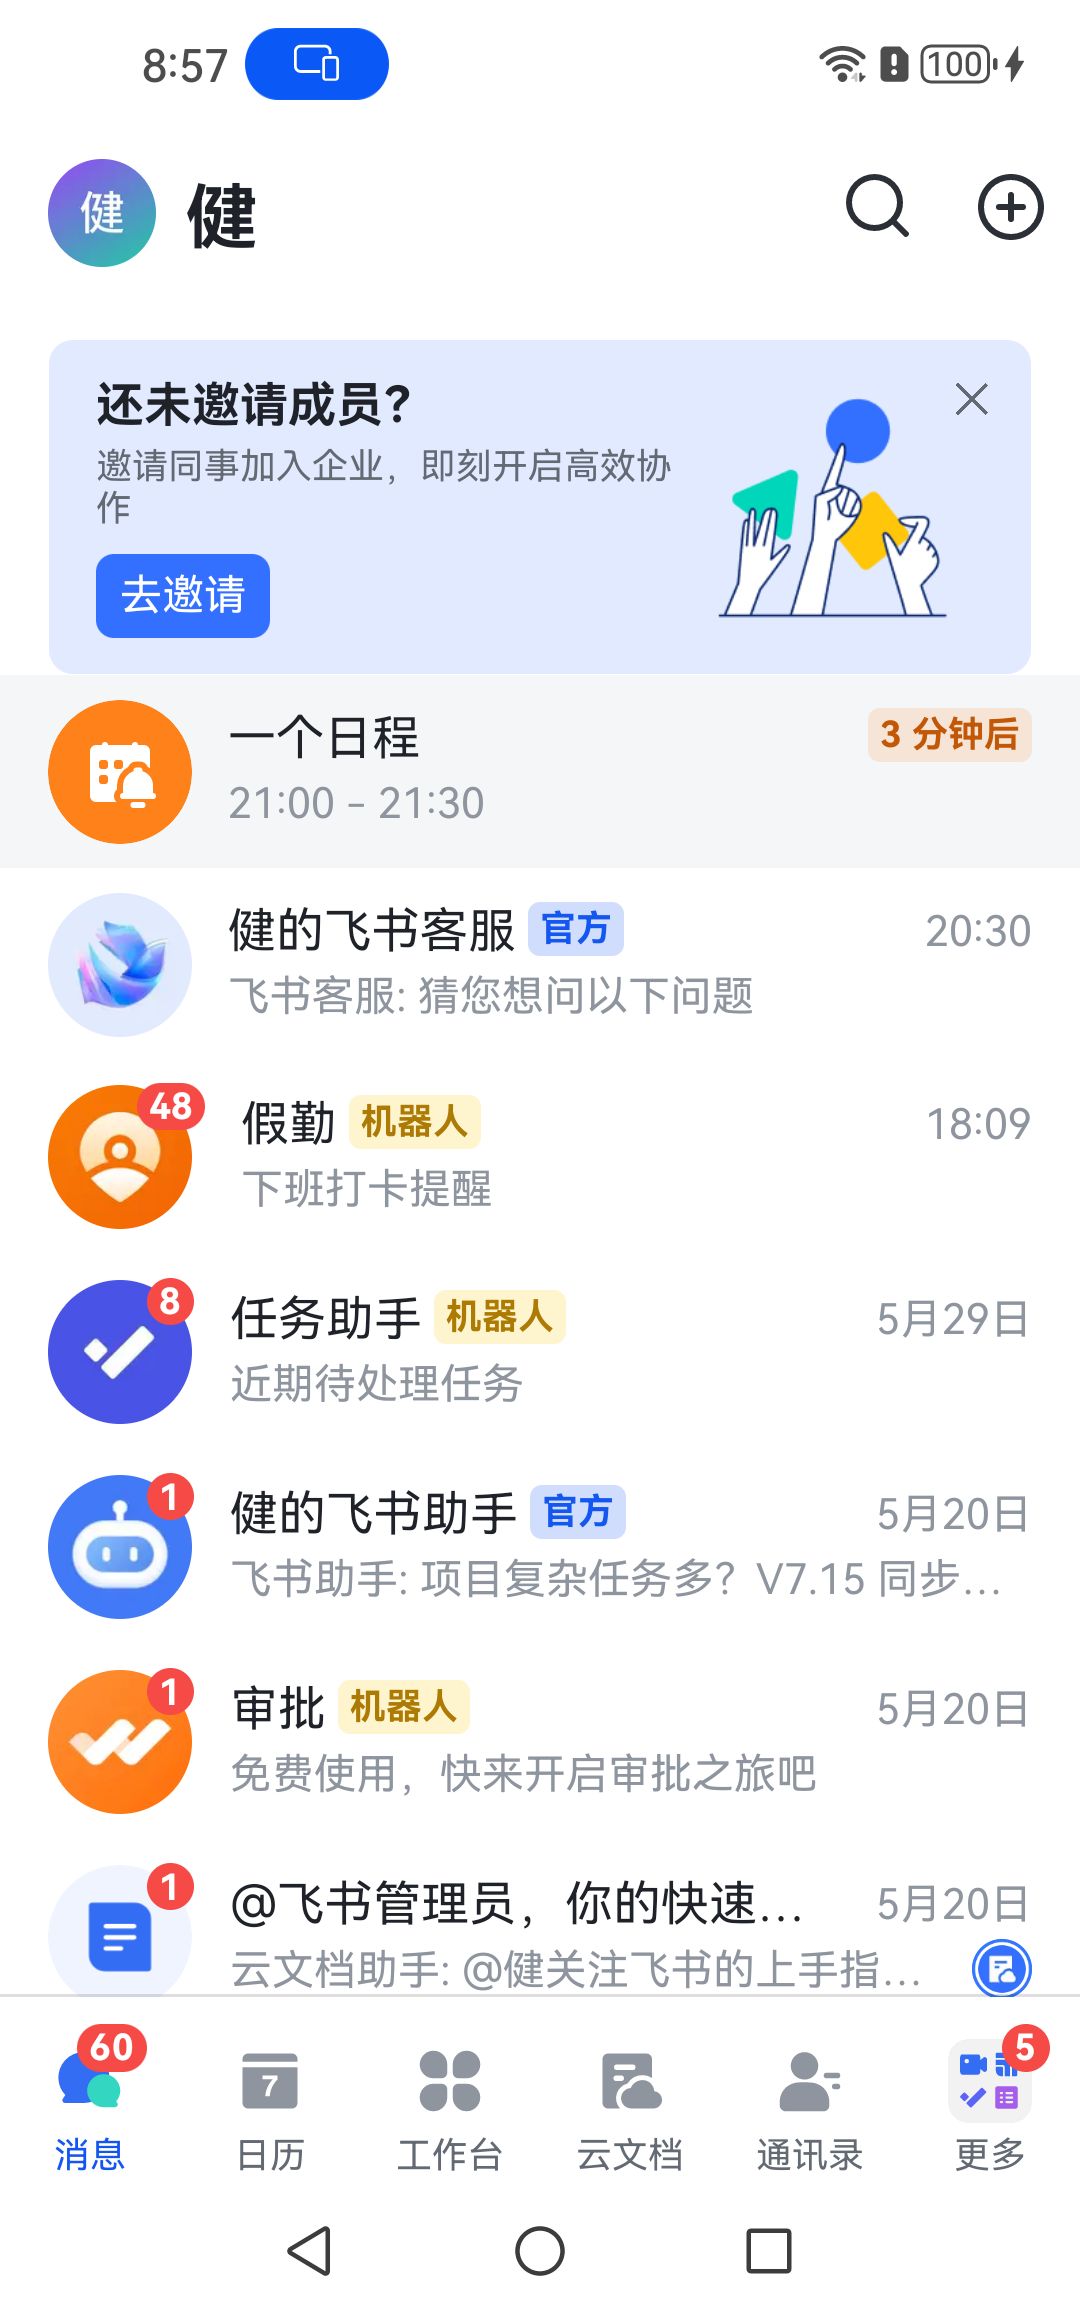 8:57
100
健
健
还未邀请成员？
邀请同事加入企业，即刻开启高效协
作
去邀请
一个日程
3 分钟后
21:00 - 21:30
健的飞书客服 官方
20:30
飞书客服: 猜您想问以下问题
48
假勤 机器人
18:09
下班打卡提醒
8
任务助手 机器人
5月29日
近期待处理任务
1
健的飞书助手 官方
5月20日
飞书助手: 项目复杂任务多？V7.15 同步...
1
审批 机器人
5月20日
免费使用，快来开启审批之旅吧
1
@飞书管理员，你的快速...
5月20日
云文档助手: @健关注飞书的上手指...
60
7
5
消息
日历
工作台
云文档
通讯录
更多